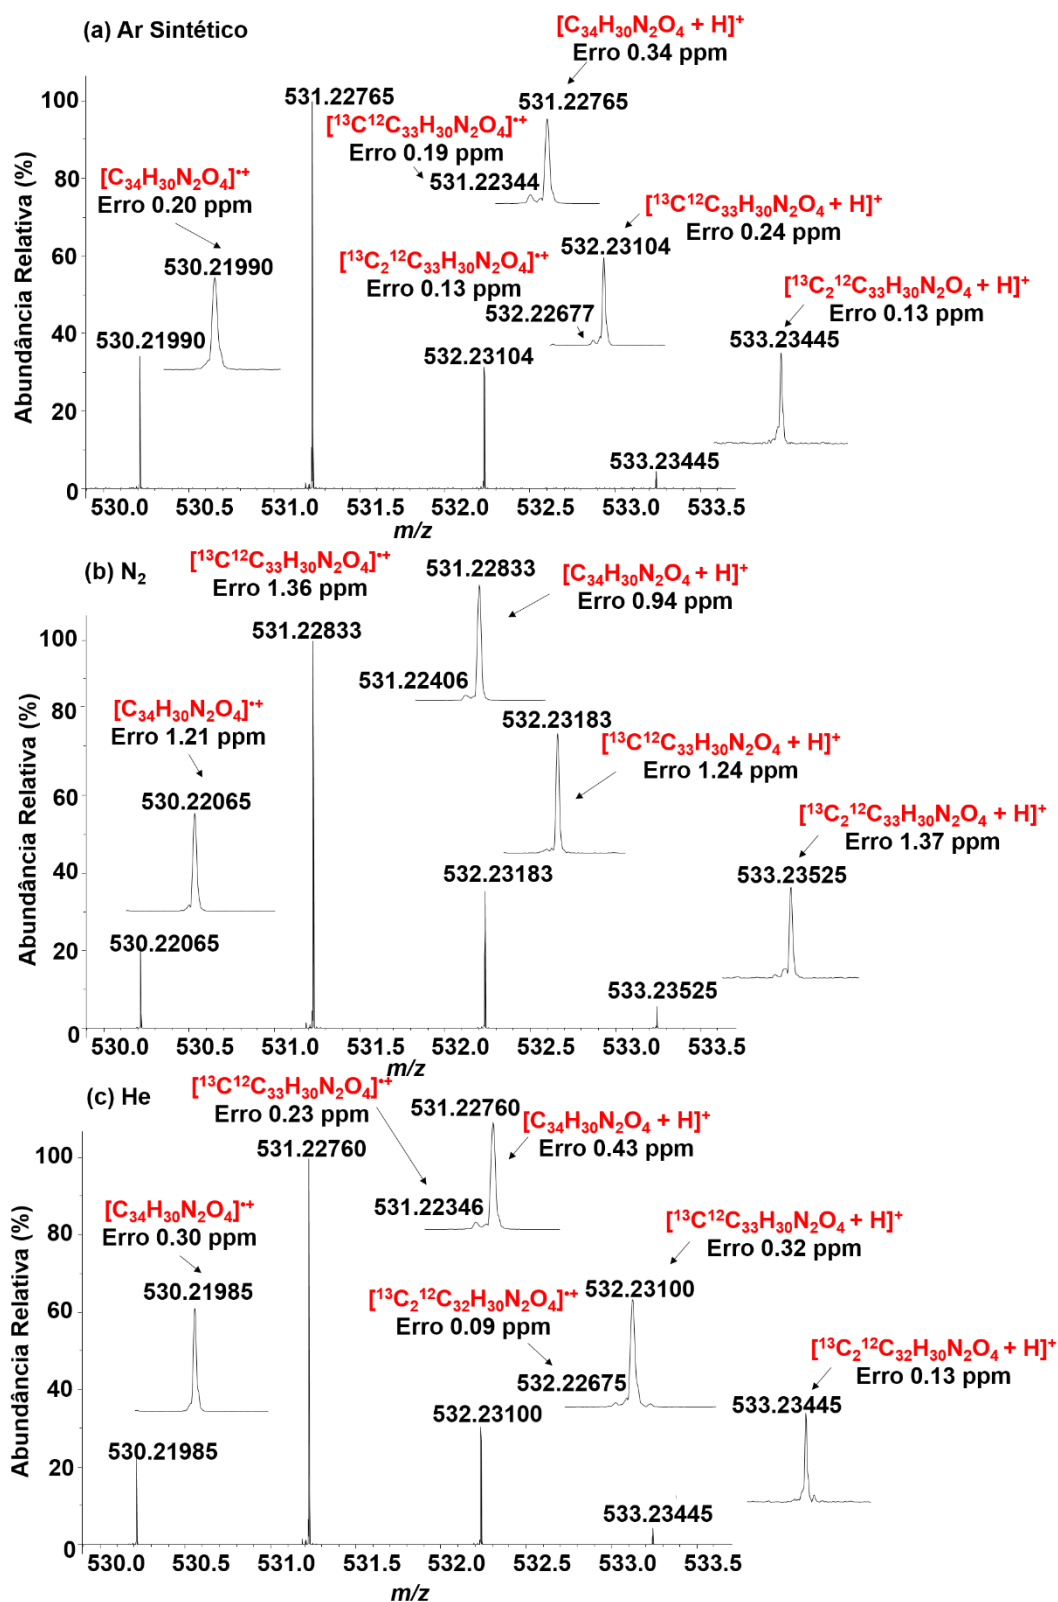 (a) Ar Sintético
[C₃₄H₃₀N₂O₄ + H]⁺
Erro 0.34 ppm
531.22765
531.22765
[¹³C¹²C₃₃H₃₀N₂O₄]•⁺
Erro 0.19 ppm
531.22344
[C₃₄H₃₀N₂O₄]•⁺
Erro 0.20 ppm
530.21990
530.21990
[¹³C¹²C₃₃H₃₀N₂O₄ + H]⁺
Erro 0.24 ppm
532.23104
[¹³C₂¹²C₃₃H₃₀N₂O₄]•⁺
Erro 0.13 ppm
532.22677
532.23104
[¹³C₂¹²C₃₃H₃₀N₂O₄ + H]⁺
Erro 0.13 ppm
533.23445
533.23445
Abundância Relativa (%)
100
80
60
40
20
0
530.0 530.5 531.0 531.5 532.0 532.5 533.0 533.5
m/z
(b) N₂
[¹³C¹²C₃₃H₃₀N₂O₄]•⁺
Erro 1.36 ppm
531.22833
531.22833
[C₃₄H₃₀N₂O₄ + H]⁺
Erro 0.94 ppm
531.22406
[C₃₄H₃₀N₂O₄]•⁺
Erro 1.21 ppm
530.22065
530.22065
532.23183
[¹³C¹²C₃₃H₃₀N₂O₄ + H]⁺
Erro 1.24 ppm
532.23183
[¹³C₂¹²C₃₃H₃₀N₂O₄ + H]⁺
Erro 1.37 ppm
533.23525
533.23525
Abundância Relativa (%)
100
80
60
40
20
0
530.0 530.5 531.0 531.5 532.0 532.5 533.0 533.5
m/z
(c) He
[¹³C¹²C₃₃H₃₀N₂O₄]•⁺
Erro 0.23 ppm
531.22760
531.22760
[C₃₄H₃₀N₂O₄ + H]⁺
Erro 0.43 ppm
531.22346
[C₃₄H₃₀N₂O₄]•⁺
Erro 0.30 ppm
530.21985
530.21985
[¹³C¹²C₃₃H₃₀N₂O₄ + H]⁺
Erro 0.32 ppm
532.23100
[¹³C₂¹²C₃₂H₃₀N₂O₄]•⁺
Erro 0.09 ppm
532.22675
532.23100
[¹³C₂¹²C₃₂H₃₀N₂O₄ + H]⁺
Erro 0.13 ppm
533.23445
533.23445
Abundância Relativa (%)
100
80
60
40
20
0
530.0 530.5 531.0 531.5 532.0 532.5 533.0 533.5
m/z